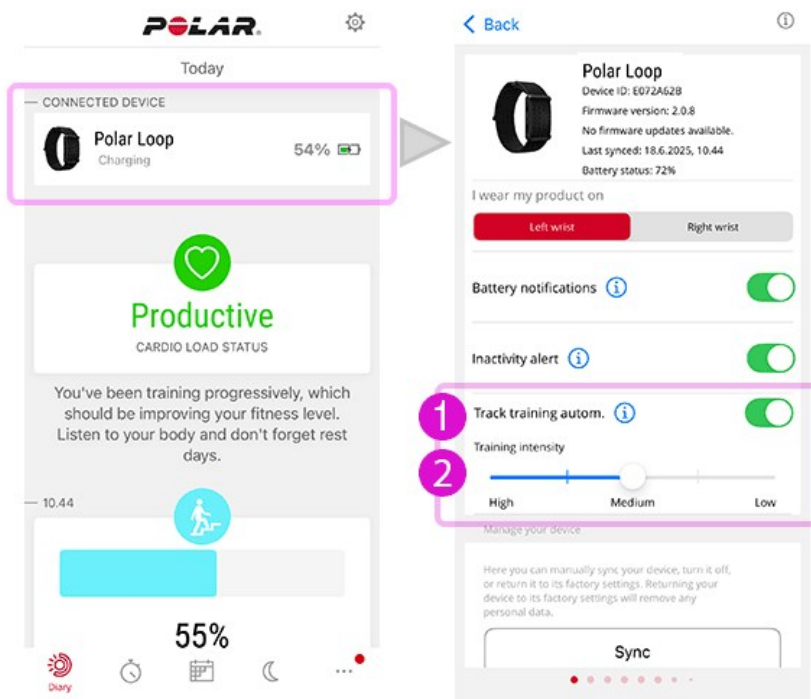 POLAR
Today
CONNECTED DEVICE
Polar Loop
Charging
54%
Productive
CARDIO LOAD STATUS
You've been training progressively, which
should be improving your fitness level.
Listen to your body and don't forget rest
days.
10.44
55%
Diary
Back
Polar Loop
Device ID: E072A62B
Firmware version: 2.0.8
No firmware updates available.
Last synced: 18.6.2025, 10.44
Battery status: 72%
I wear my product on
Left wrist
Right wrist
Battery notifications
Inactivity alert
1
Track training autom.
Training intensity
2
High
Medium
Low
Manage your device
Here you can manually sync your device, turn it off,
or return it to its factory settings. Returning your
device to its factory settings will remove any
personal data.
Sync